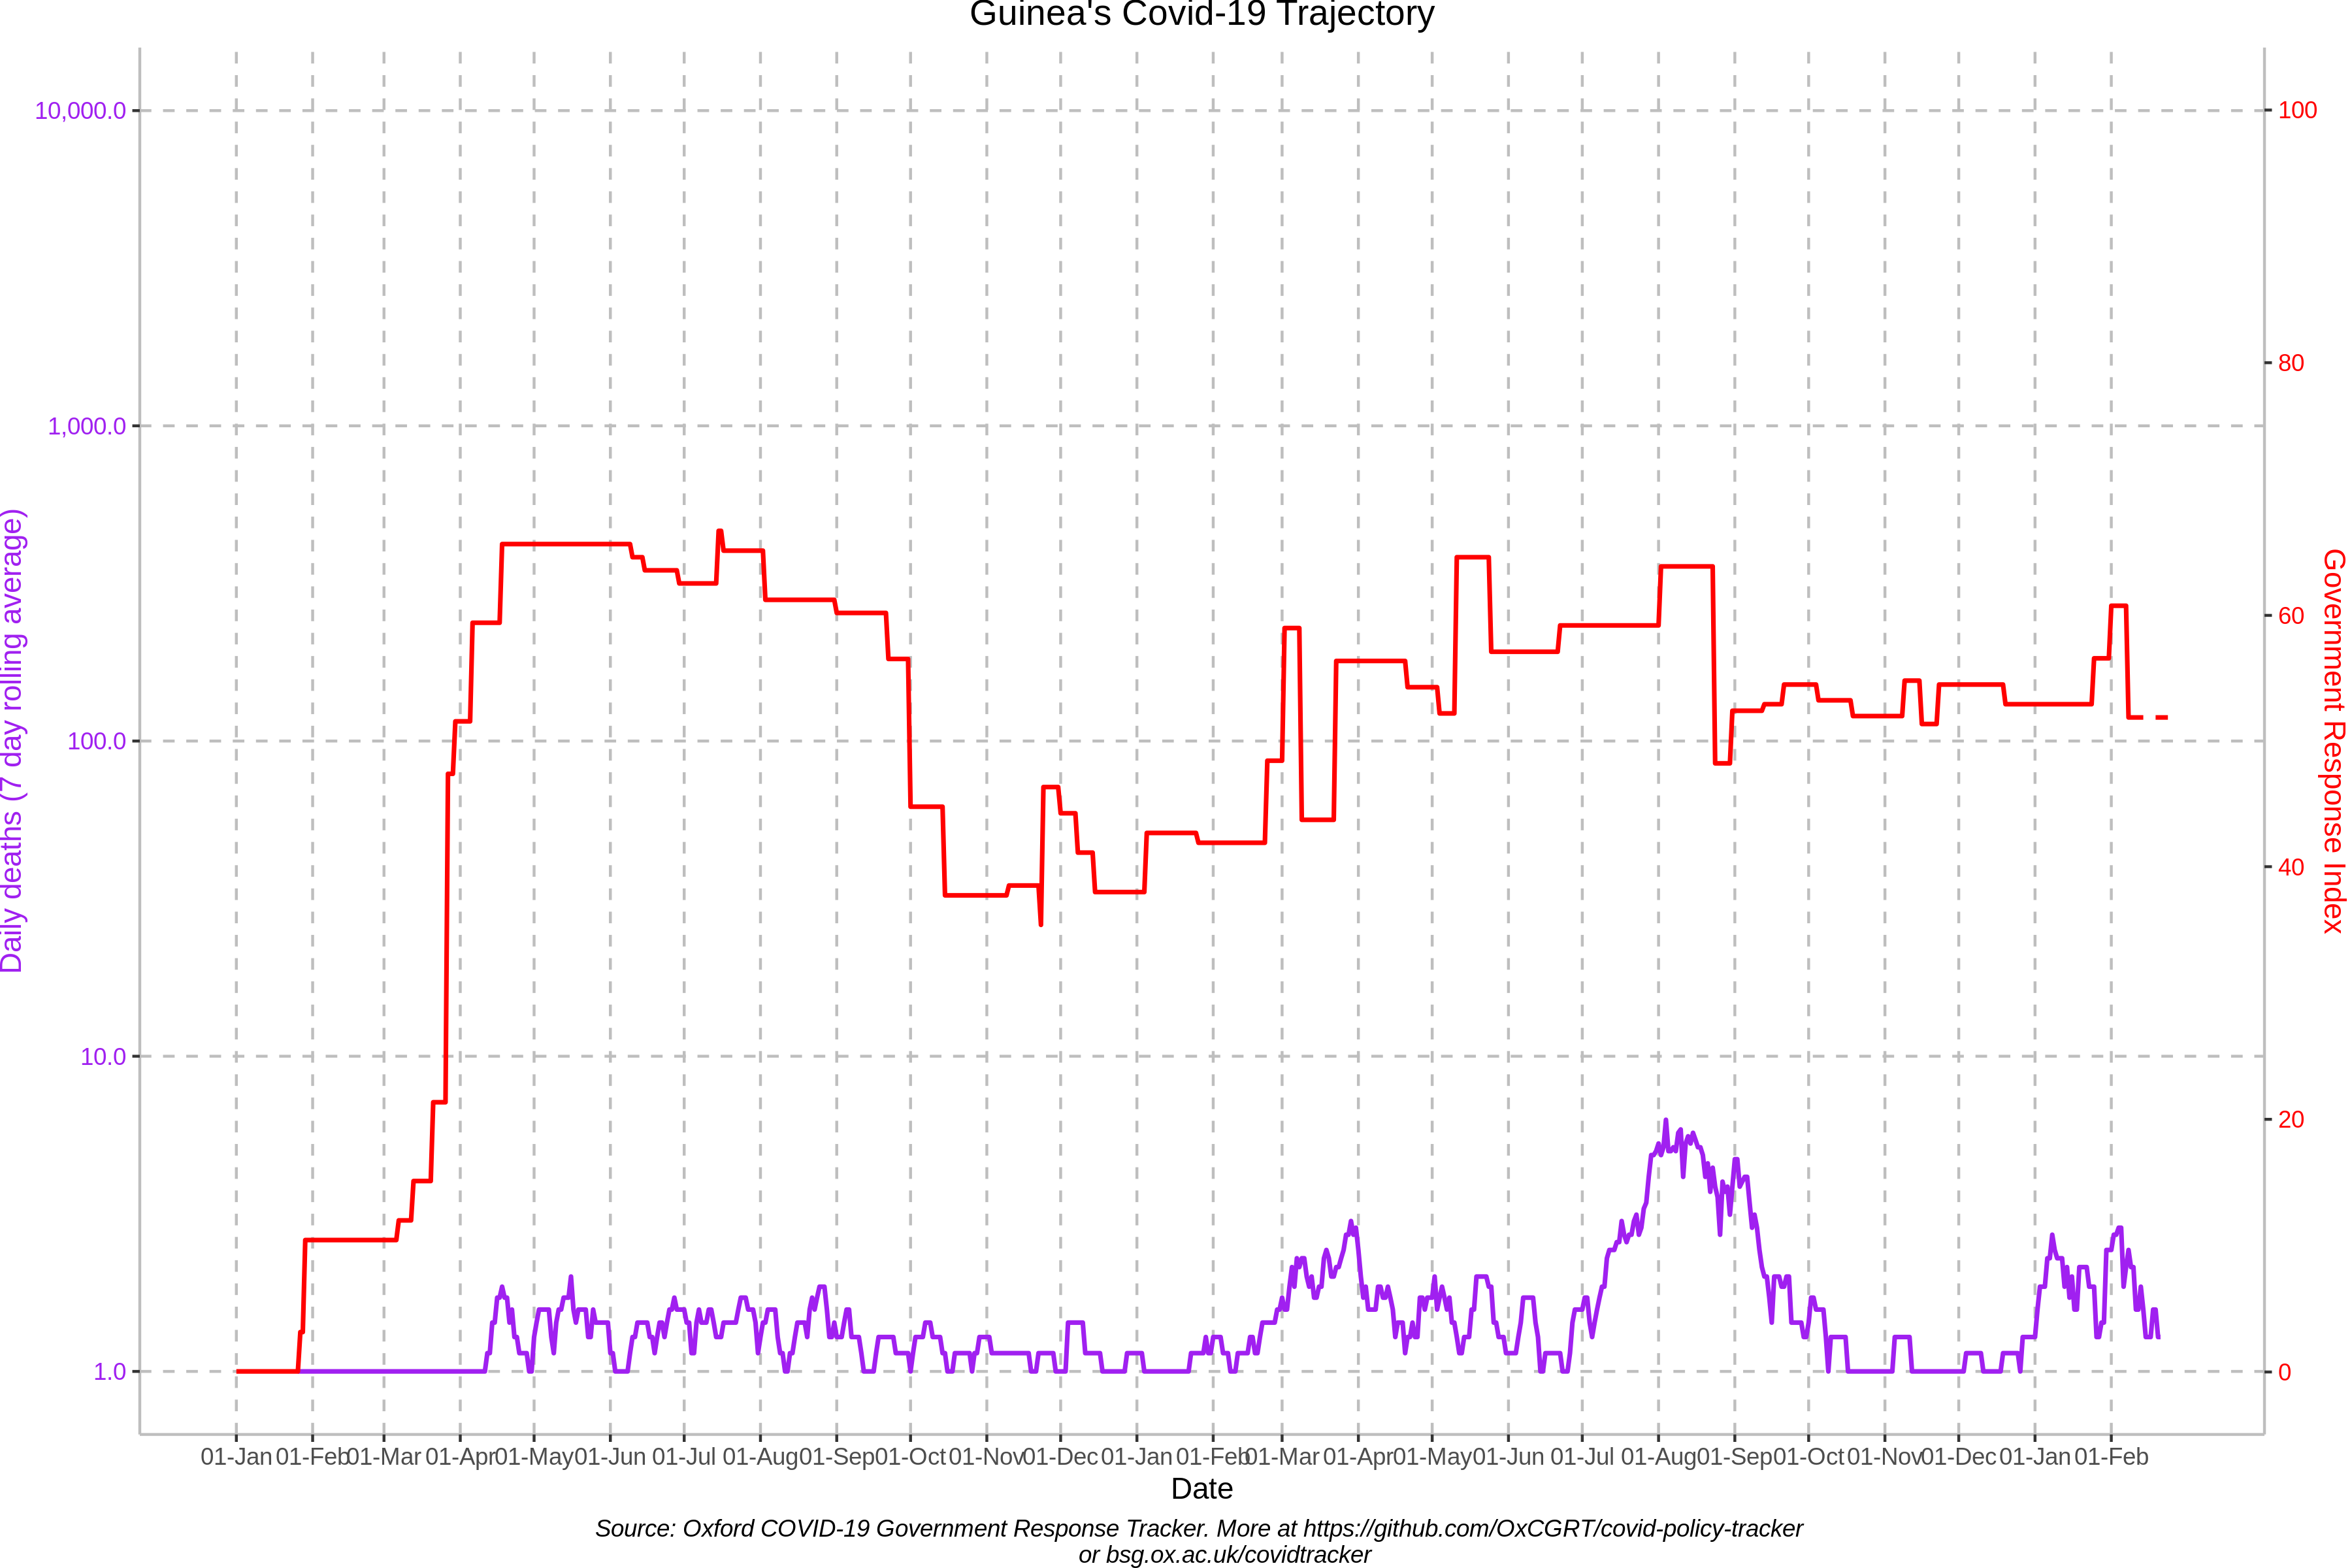 Guinea's Covid-19 Trajectory
10,000.0
1,000.0
100.0
10.0
1.0
Daily deaths (7 day rolling average)
100
80
60
40
20
0
Government Response Index
01-Jan 01-Feb 01-Mar 01-Apr 01-May 01-Jun 01-Jul 01-Aug 01-Sep 01-Oct 01-Nov 01-Dec 01-Jan 01-Feb 01-Mar 01-Apr 01-May 01-Jun 01-Jul 01-Aug 01-Sep 01-Oct 01-Nov 01-Dec 01-Jan 01-Feb
Date
Source: Oxford COVID-19 Government Response Tracker. More at https://github.com/OxCGRT/covid-policy-tracker
or bsg.ox.ac.uk/covidtracker